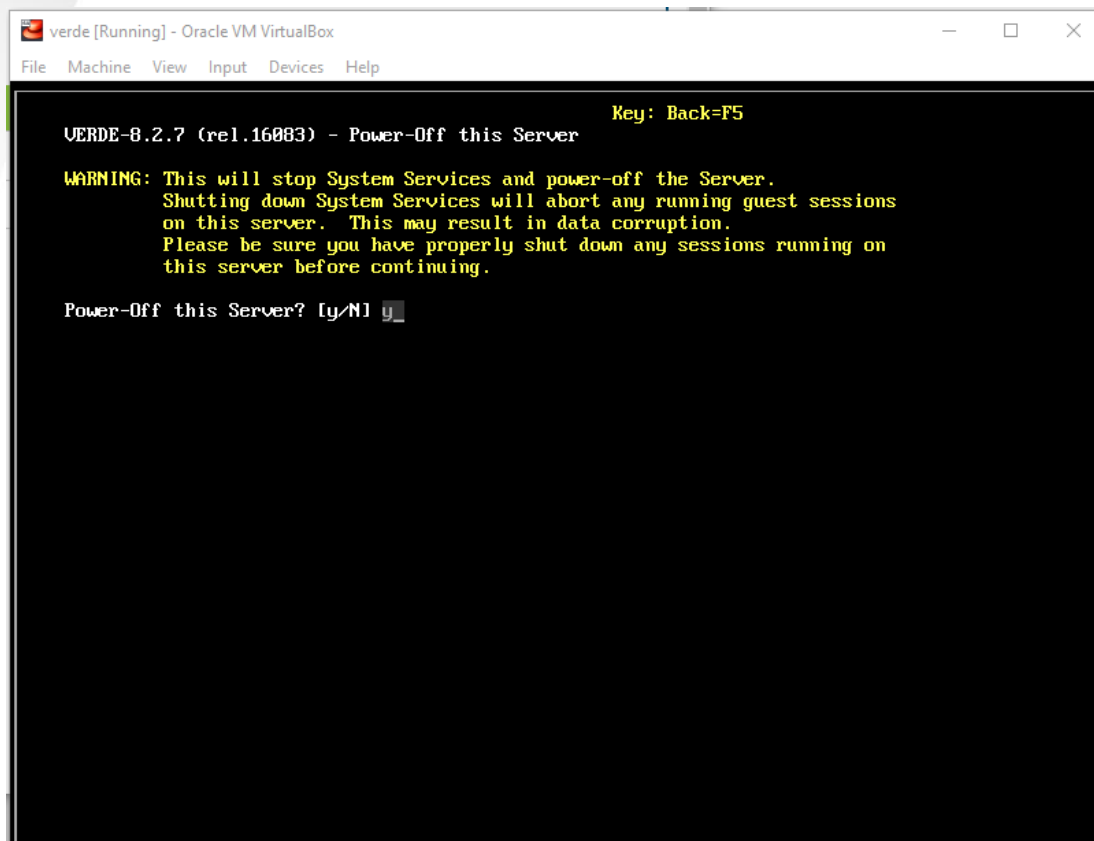 verde [Running] - Oracle VM VirtualBox
File Machine View Input Devices Help
Key: Back=F5
VERDE-8.2.7 (rel.16083) - Power-Off this Server
WARNING: This will stop System Services and power-off the Server.
Shutting down System Services will abort any running guest sessions
on this server. This may result in data corruption.
Please be sure you have properly shut down any sessions running on
this server before continuing.
Power-Off this Server? [y/N] y_